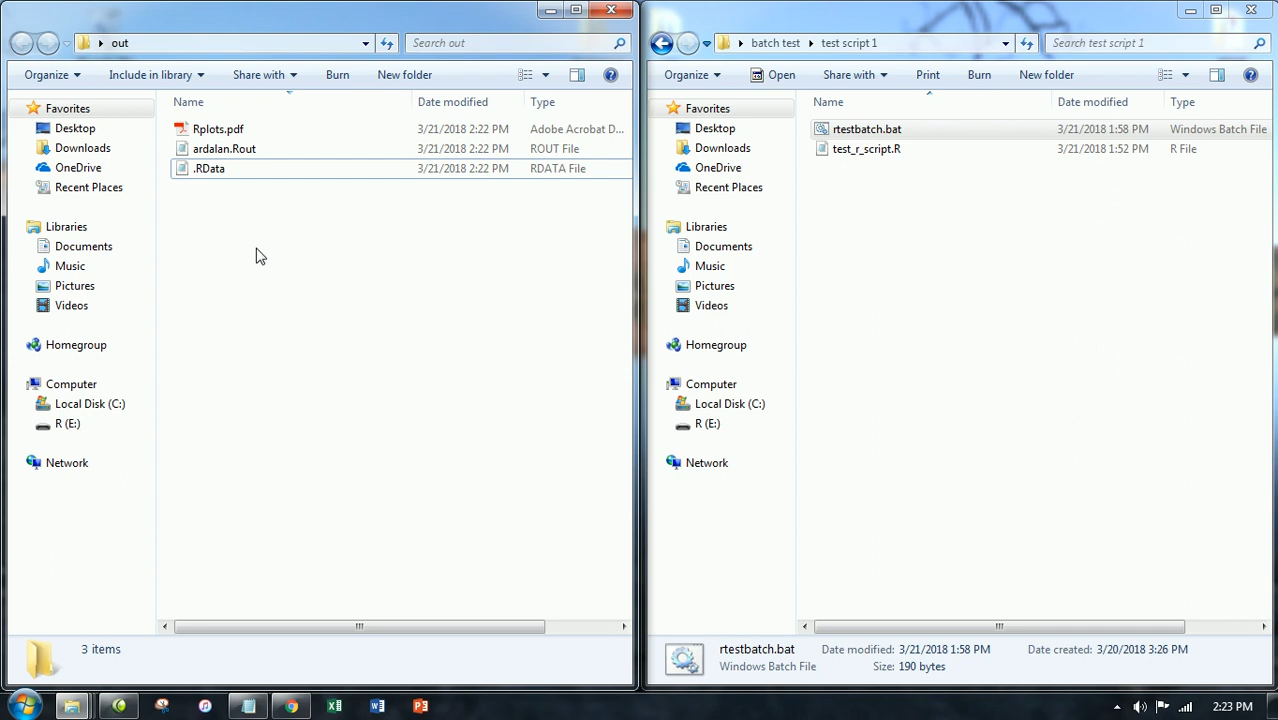 out
Search out
Organize
Include in library
Share with
Burn
New folder
Name
Date modified
Type
Favorites
Desktop
Downloads
OneDrive
Recent Places
Libraries
Documents
Music
Pictures
Videos
Homegroup
Computer
Local Disk (C:)
R (E:)
Network
Rplots.pdf 3/21/2018 2:22 PM Adobe Acrobat D...
ardalan.Rout 3/21/2018 2:22 PM ROUT File
.RData 3/21/2018 2:22 PM RDATA File
3 items
batch test test script 1
Search test script 1
Organize
Open
Share with
Print
Burn
New folder
Name
Date modified
Type
Favorites
Desktop
Downloads
OneDrive
Recent Places
Libraries
Documents
Music
Pictures
Videos
Homegroup
Computer
Local Disk (C:)
R (E:)
Network
rtestbatch.bat 3/21/2018 1:58 PM Windows Batch File
test_r_script.R 3/21/2018 1:52 PM R File
rtestbatch.bat Date modified: 3/21/2018 1:58 PM Date created: 3/20/2018 3:26 PM
Windows Batch File Size: 190 bytes
2:23 PM